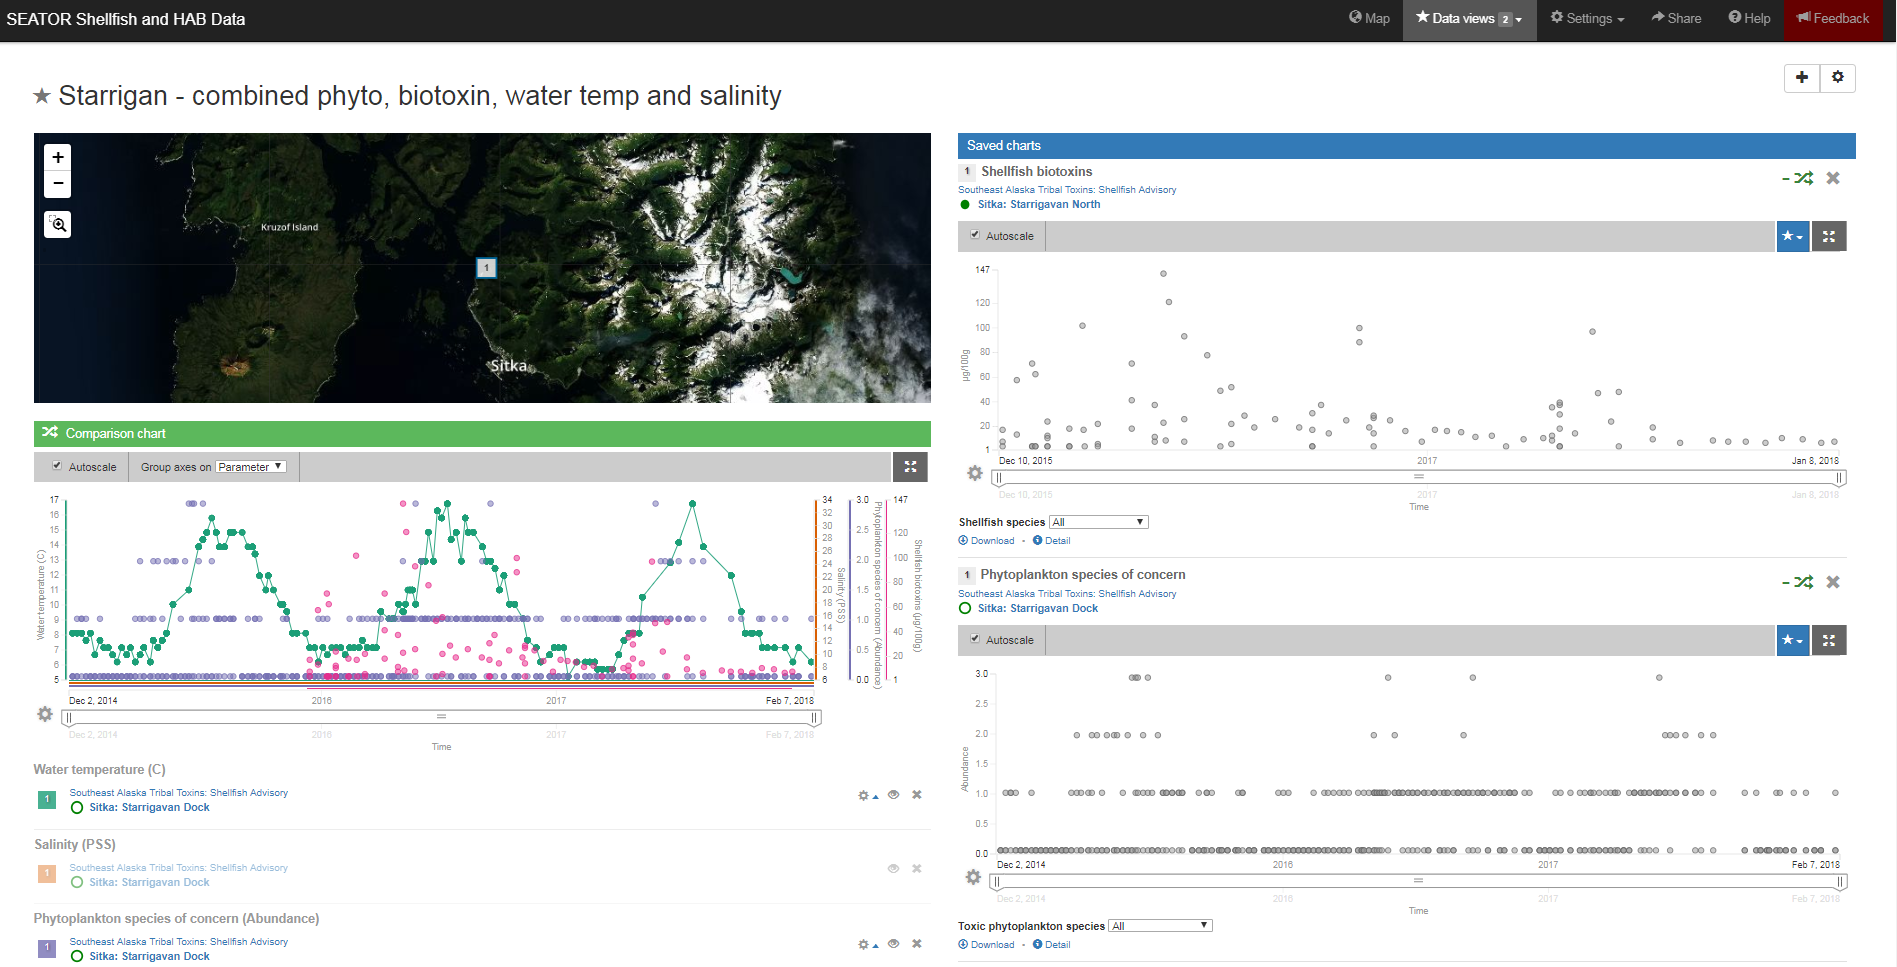 SEATOR Shellfish and HAB Data
Map
Data views 2
Settings
Share
Help
Feedback
Starrigan - combined phyto, biotoxin, water temp and salinity
+
−
Kruzof Island
1
Sitka
Comparison chart
Autoscale
Group axes on Parameter
17
16
15
14
13
12
11
10
9
8
7
6
5
Water temperature (C)
34
32
30
28
26
24
22
20
18
16
14
12
10
8
6
Salinity (PSS)
3.0
2.5
2.0
1.5
1.0
0.5
0.0
Phytoplankton species of concern (Abundance)
147
120
100
80
60
40
20
1
Shellfish biotoxins (µg/100g)
Dec 2, 2014
2016
2017
Feb 7, 2018
Dec 2, 2014
2016
2017
Feb 7, 2018
Time
Water temperature (C)
1
Southeast Alaska Tribal Toxins: Shellfish Advisory
Sitka: Starrigavan Dock
Salinity (PSS)
1
Southeast Alaska Tribal Toxins: Shellfish Advisory
Sitka: Starrigavan Dock
Phytoplankton species of concern (Abundance)
1
Southeast Alaska Tribal Toxins: Shellfish Advisory
Sitka: Starrigavan Dock
Saved charts
1 Shellfish biotoxins
Southeast Alaska Tribal Toxins: Shellfish Advisory
Sitka: Starrigavan North
Autoscale
147
120
100
80
60
40
20
1
µg/100g
Dec 10, 2015
2017
Jan 8, 2018
Dec 10, 2015
2017
Jan 8, 2018
Time
Shellfish species All
Download - Detail
1 Phytoplankton species of concern
Southeast Alaska Tribal Toxins: Shellfish Advisory
Sitka: Starrigavan Dock
Autoscale
3.0
2.5
2.0
1.5
1.0
0.5
0.0
Abundance
Dec 2, 2014
2016
2017
Feb 7, 2018
Dec 2, 2014
2016
2017
Feb 7, 2018
Time
Toxic phytoplankton species All
Download - Detail